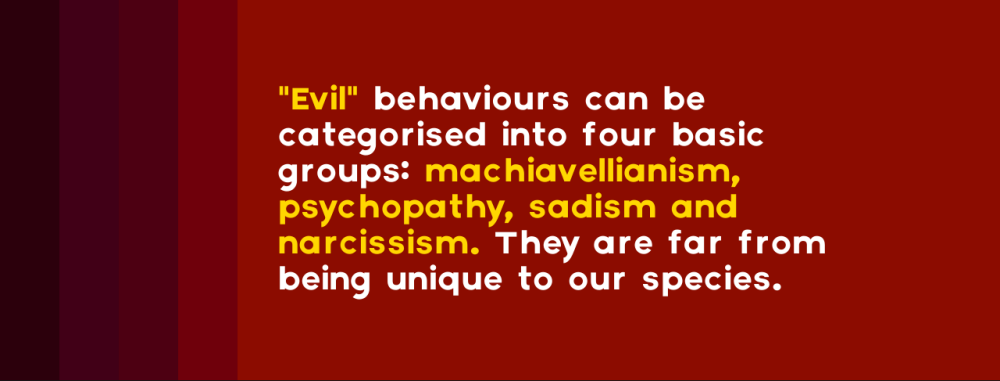 "Evil" behaviours can be
categorised into four basic
groups: machiavellianism,
psychopathy, sadism and
narcissism. They are far from
being unique to our species.